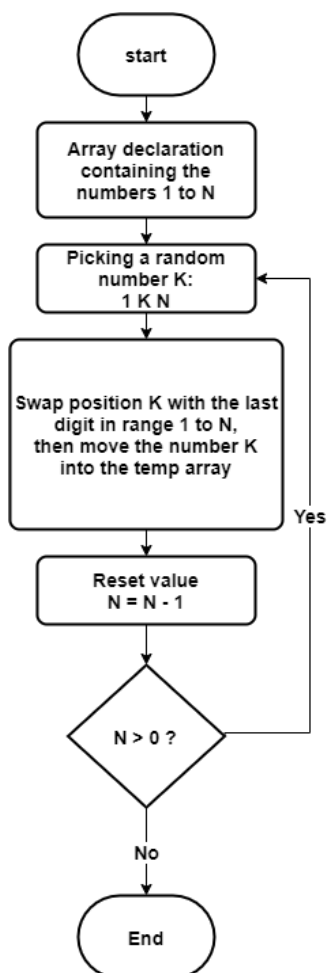 start
Array declaration
containing the
numbers 1 to N
Picking a random
number K:
1 K N
Swap position K with the last
digit in range 1 to N,
then move the number K
into the temp array
Yes
Reset value
N = N - 1
N > 0 ?
No
End